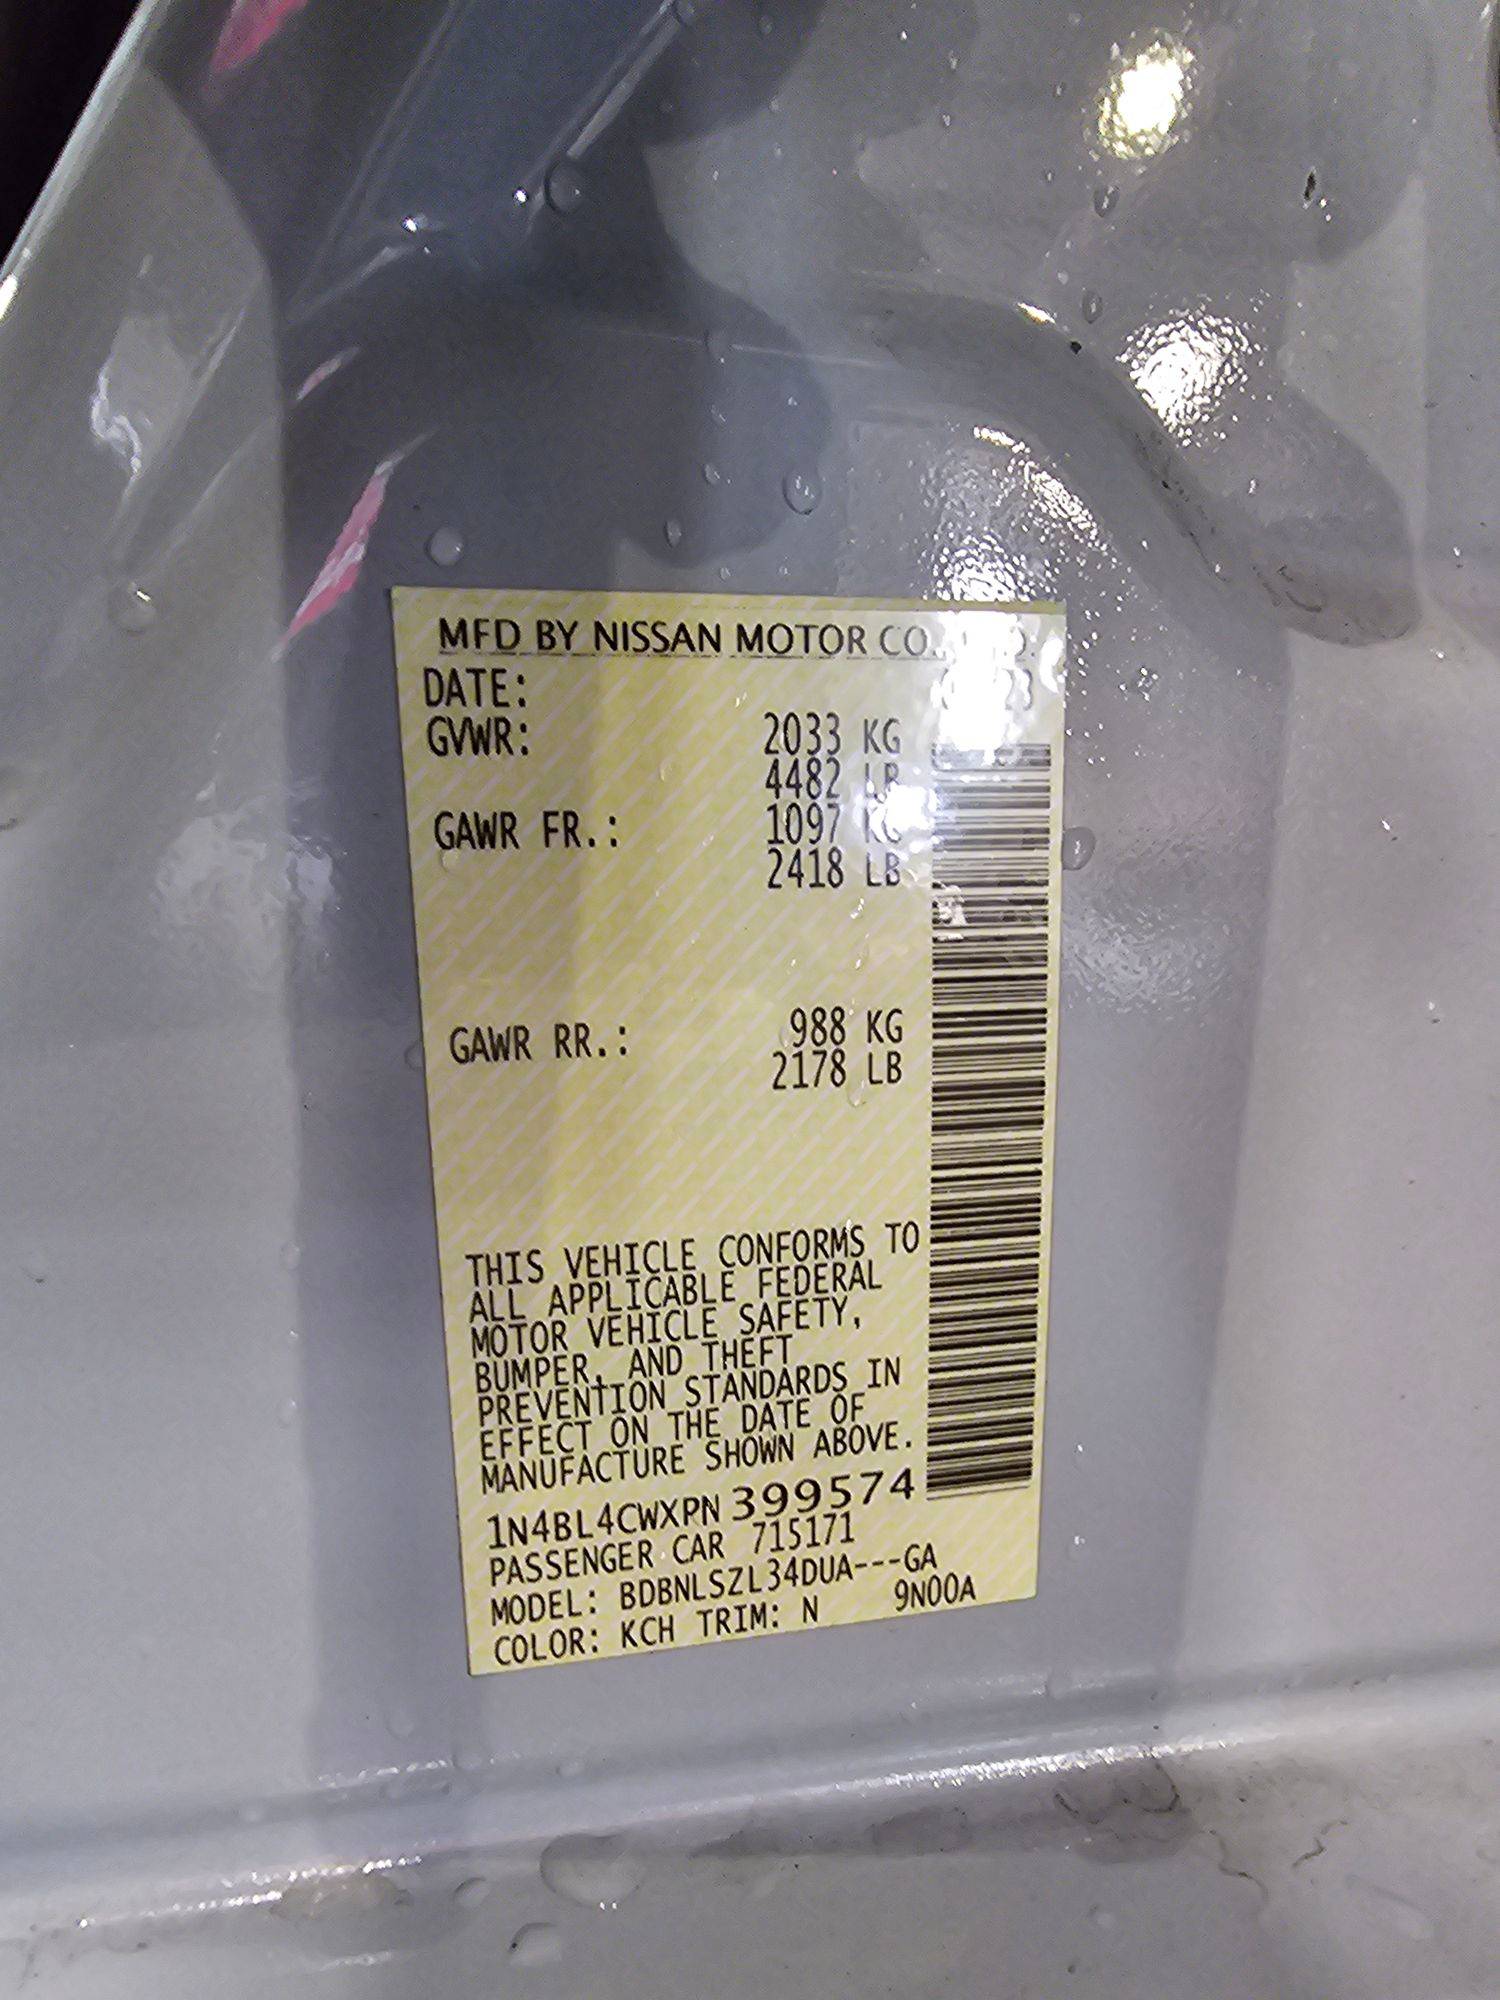 MFD BY NISSAN MOTOR CO.
DATE:
GVWR: 2033 KG
4482 LB
GAWR FR.: 1097 KG
2418 LB
GAWR RR.: 988 KG
2178 LB
THIS VEHICLE CONFORMS TO
ALL APPLICABLE FEDERAL
MOTOR VEHICLE SAFETY,
BUMPER, AND THEFT
PREVENTION STANDARDS IN
EFFECT ON THE DATE OF
MANUFACTURE SHOWN ABOVE.
1N4BL4CWXPN399574
PASSENGER CAR 715171
MODEL: BDBNLSZL34DUA---GA
COLOR: KCH TRIM: N 9N00A